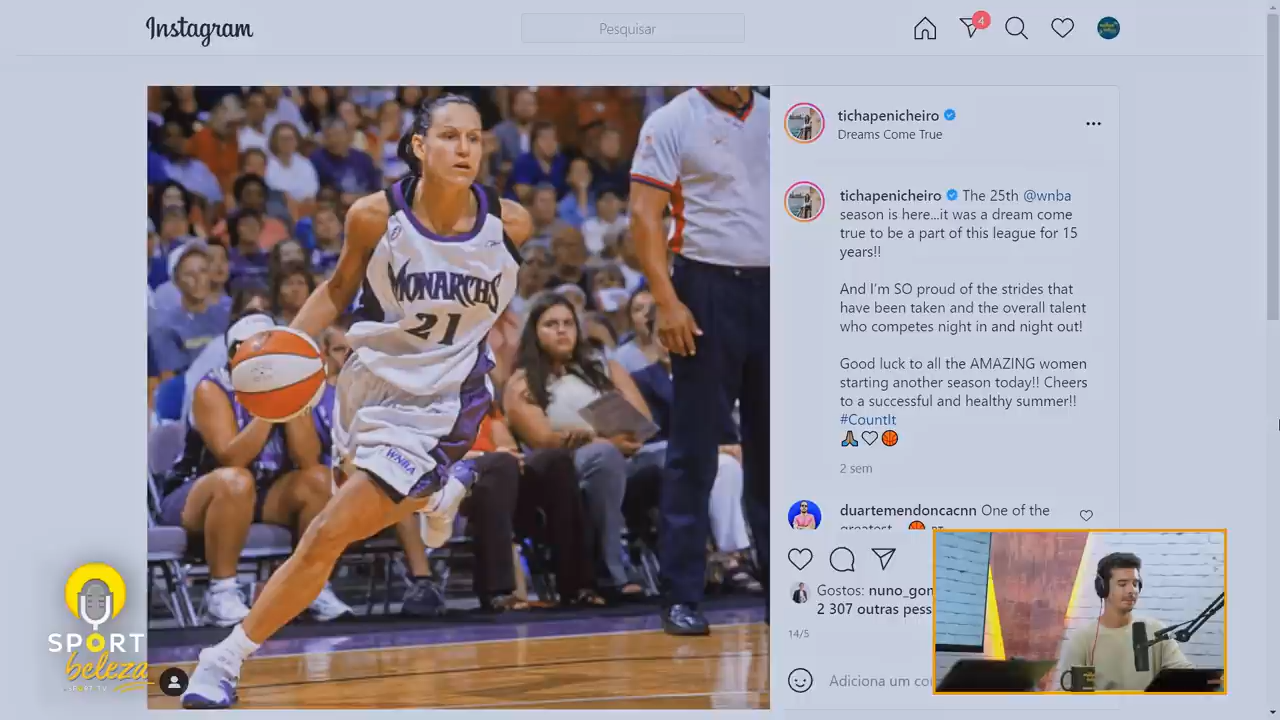 Instagram
Pesquisar
4
tichapenicheiro
Dreams Come True
tichapenicheiro The 25th @wnba
season is here...it was a dream come
true to be a part of this league for 15
years!!
And I'm SO proud of the strides that
have been taken and the overall talent
who competes night in and night out!
Good luck to all the AMAZING women
starting another season today!! Cheers
to a successful and healthy summer!!
#CountIt
2 sem
duartemendoncacnn One of the
greatest
Gostos: nuno_gon
2 307 outras pess
14/5
Adiciona um co
MONARCHS
21
WNBA
SPORT
beleza
SPORT TV